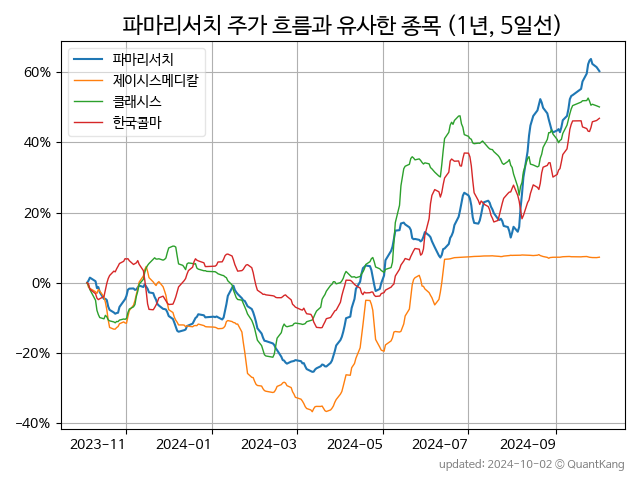 파마리서치 주가 흐름과 유사한 종목 (1년, 5일선)
파마리서치
제이시스메디칼
클래시스
한국콜마
60%
40%
20%
0%
−20%
−40%
2023-11
2024-01
2024-03
2024-05
2024-07
2024-09
updated: 2024-10-02 © QuantKang